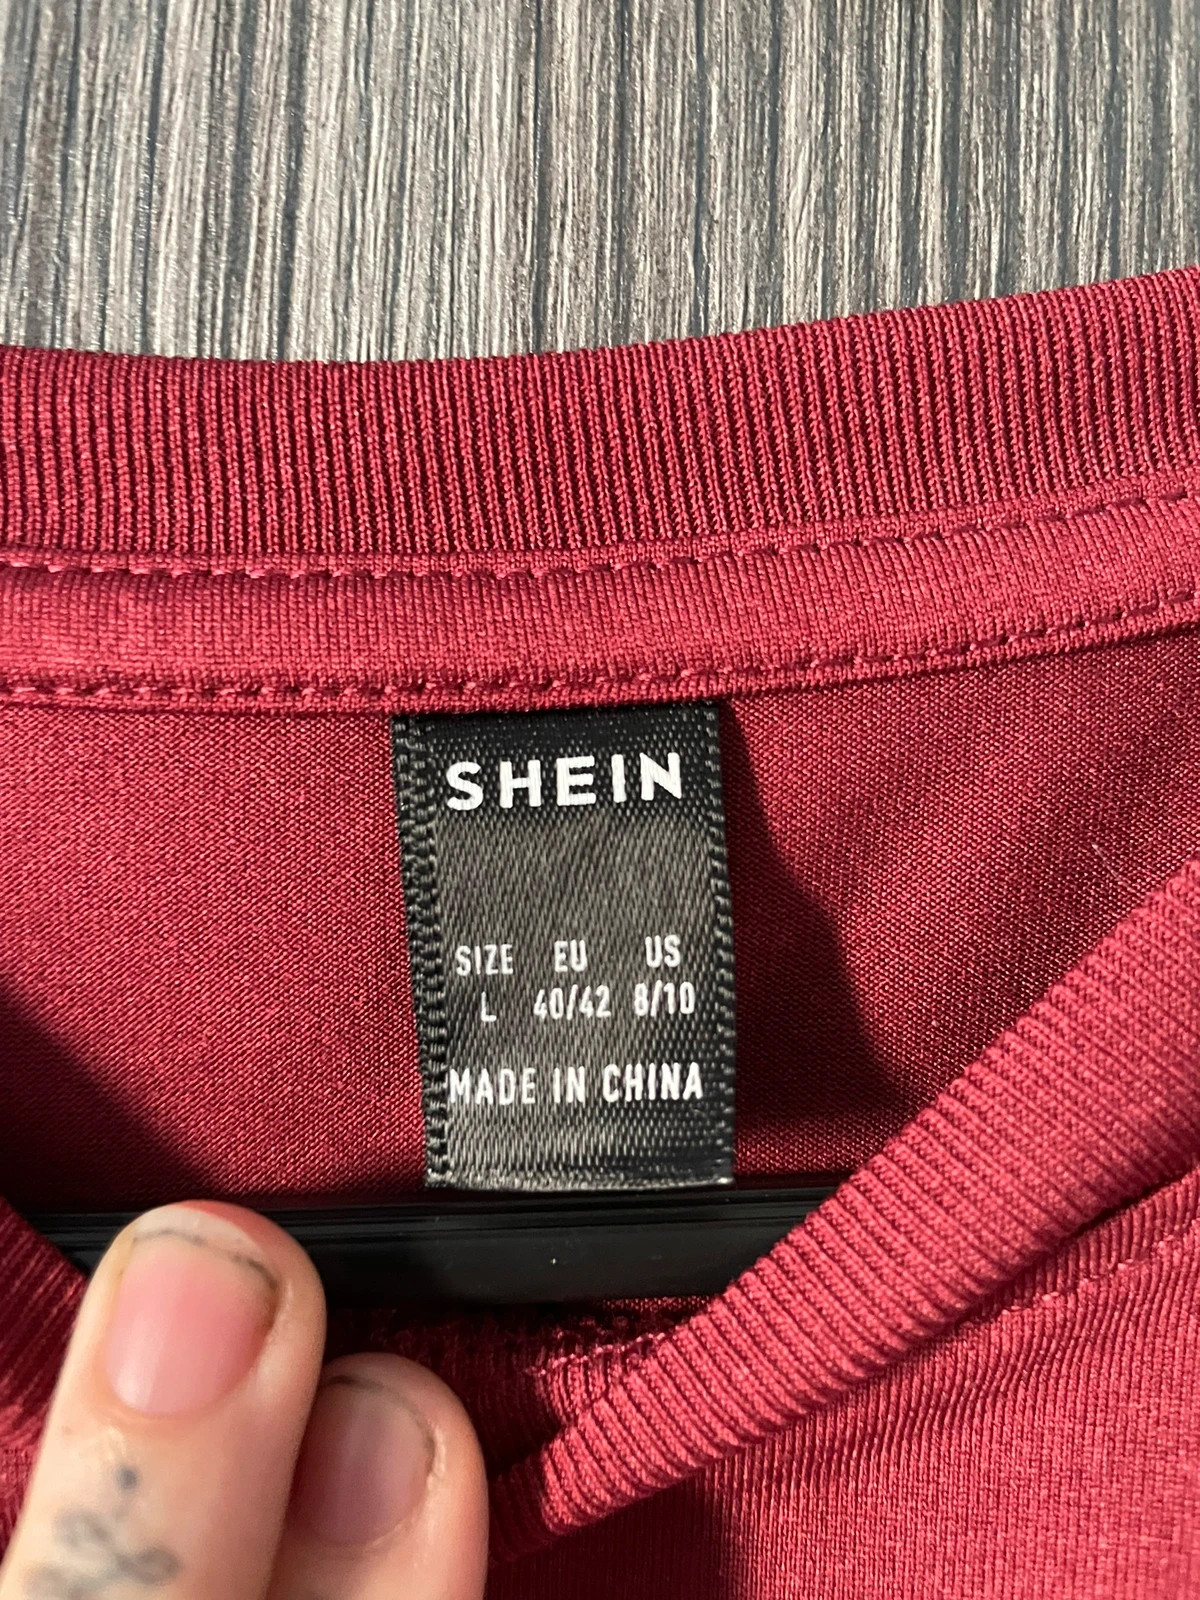 SHEIN
SIZE EU US
L 40/42 8/10
MADE IN CHINA